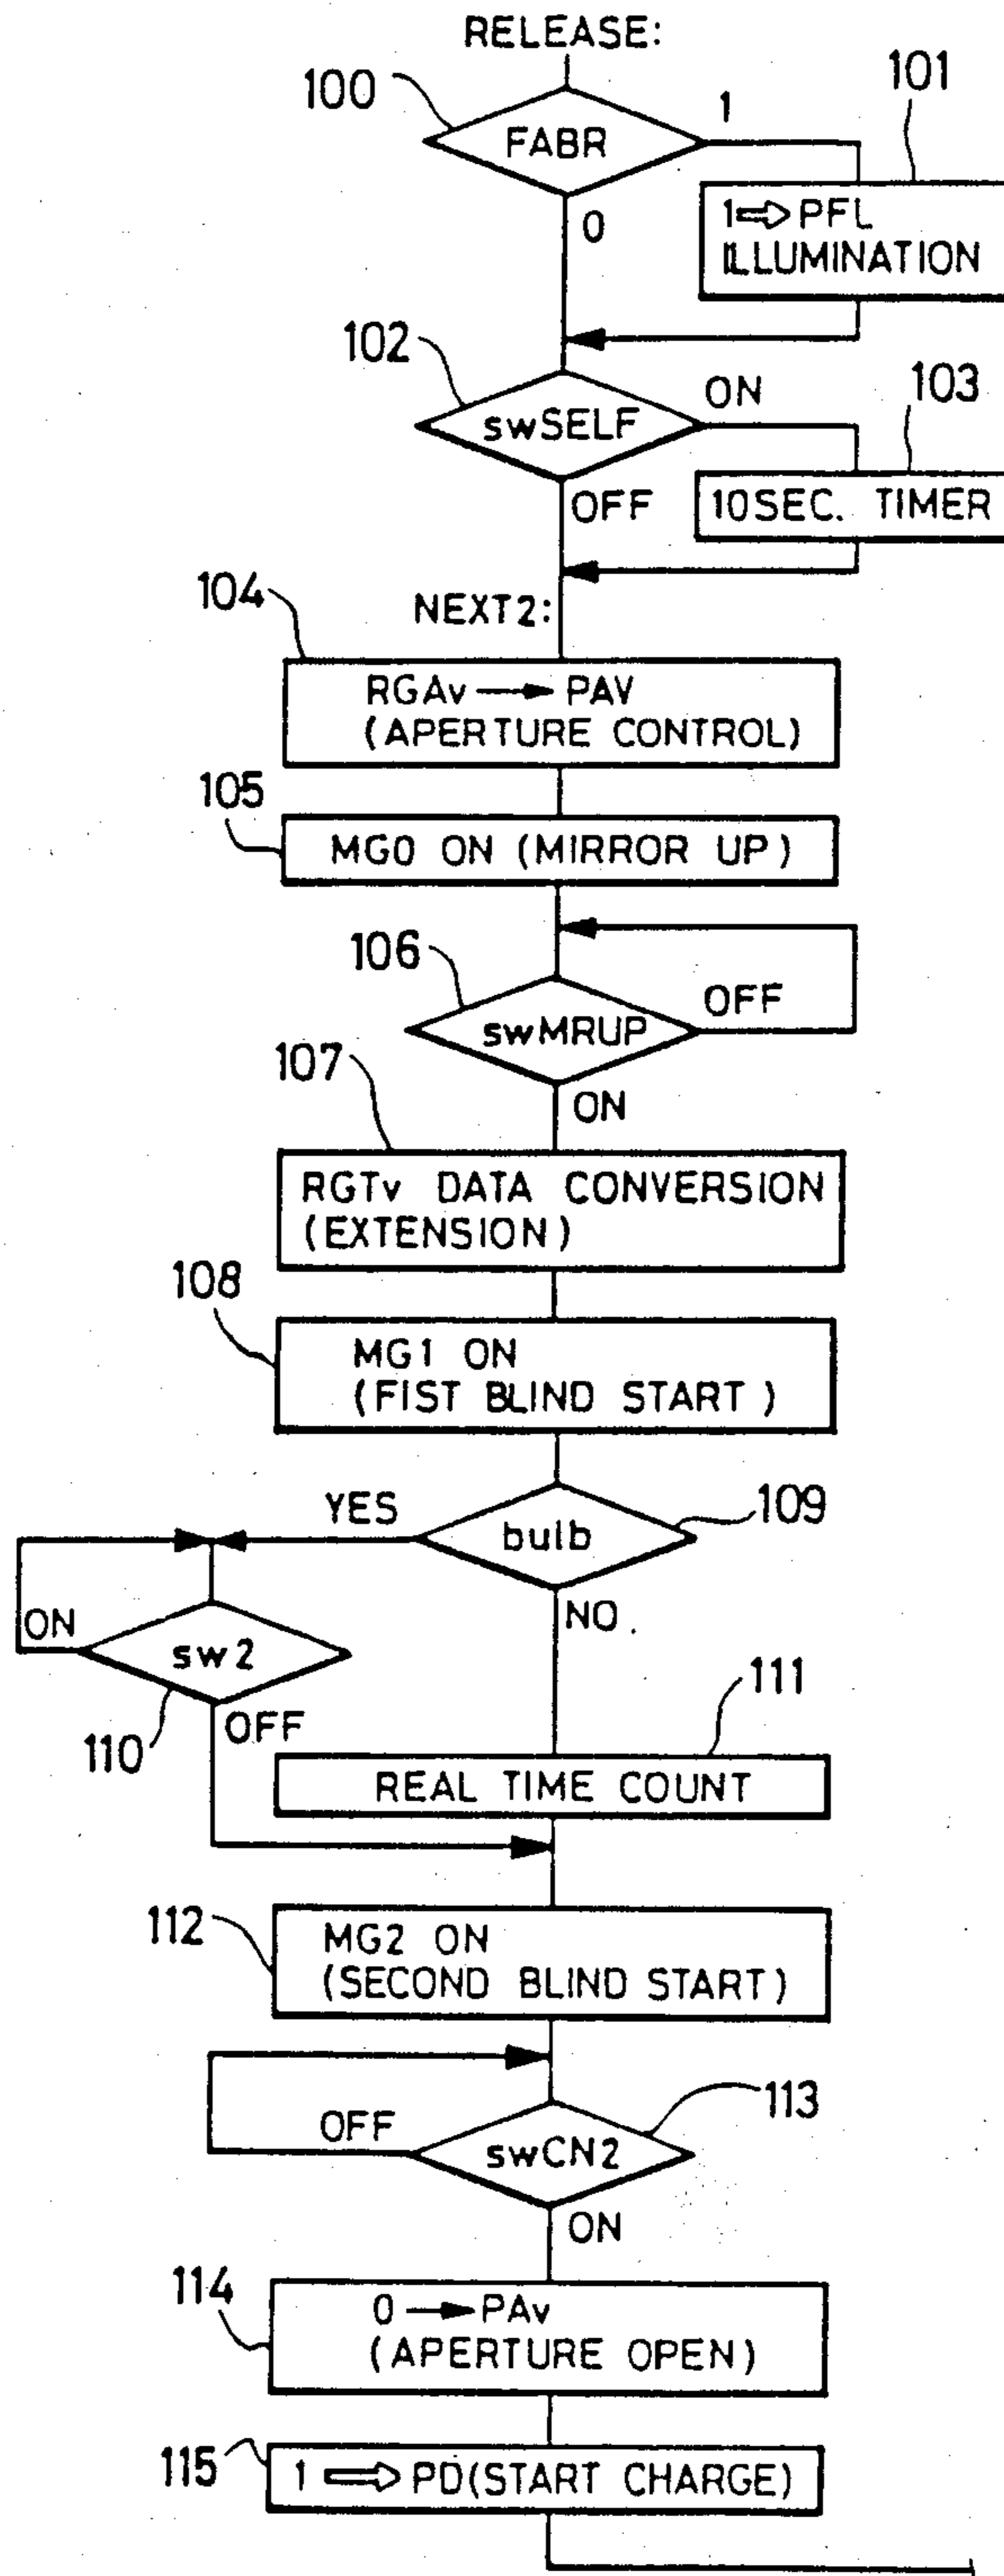 RELEASE:
100
FABR
1
101
1⇒PFL
ILLUMINATION
0
102
swSELF
ON
103
OFF
10SEC. TIMER
104
NEXT2:
RGAv → PAV
(APERTURE CONTROL)
105
MG0 ON (MIRROR UP)
106
swMRUP
OFF
107
ON
RGTv DATA CONVERSION
(EXTENSION)
108
MG1 ON
(FIST BLIND START)
YES
bulb
109
ON
NO
sw2
110
OFF
111
REAL TIME COUNT
112
MG2 ON
(SECOND BLIND START)
OFF
swCN2
113
ON
114
0 → PAv
(APERTURE OPEN)
115
1 ⇒ PD(START CHARGE)